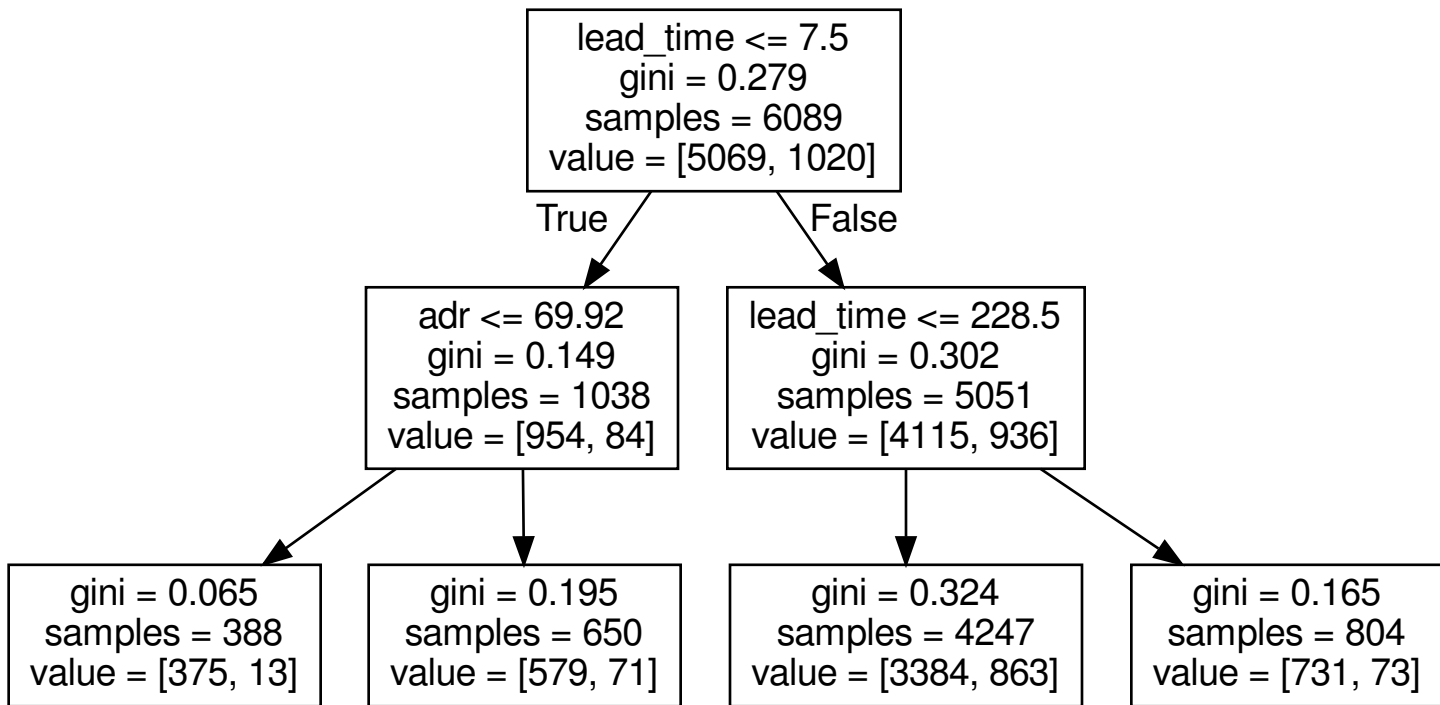 lead_time <= 7.5
gini = 0.279
samples = 6089
value = [5069, 1020]
True
False
adr <= 69.92
gini = 0.149
samples = 1038
value = [954, 84]
lead_time <= 228.5
gini = 0.302
samples = 5051
value = [4115, 936]
gini = 0.065
samples = 388
value = [375, 13]
gini = 0.195
samples = 650
value = [579, 71]
gini = 0.324
samples = 4247
value = [3384, 863]
gini = 0.165
samples = 804
value = [731, 73]